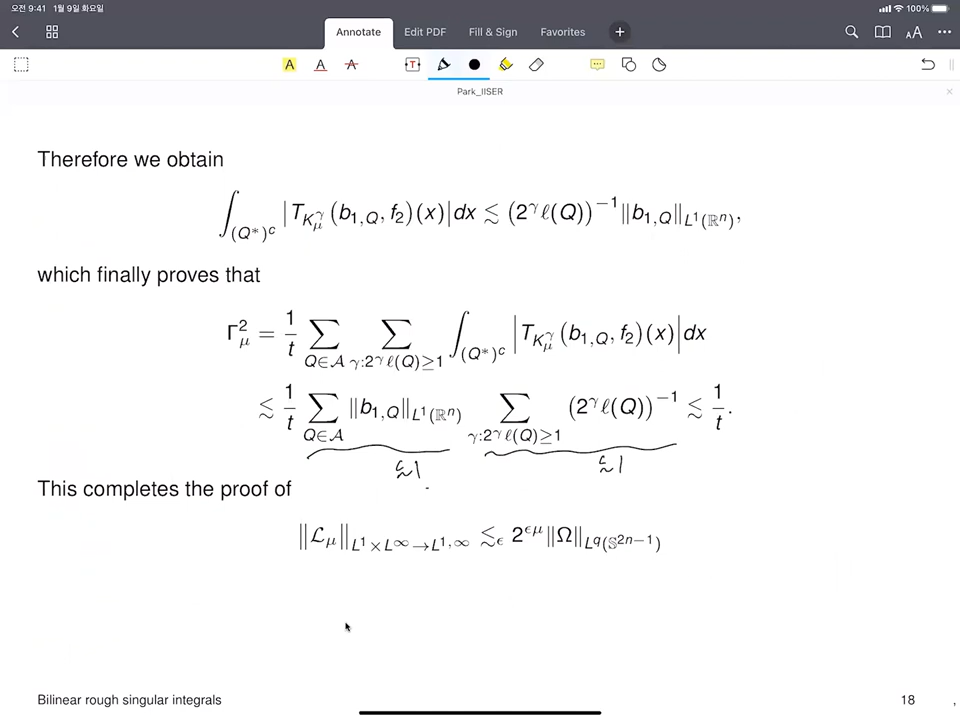 오전 9:41 1월 9일 화요일 100%
Annotate Edit PDF Fill & Sign Favorites + AA
A A A T
Park_IISER ×
Therefore we obtain
∫_{(Q*)^c} |T_{K_μ^γ}(b_{1,Q}, f_2)(x)|dx ≲ (2^γ ℓ(Q))^{-1} ‖b_{1,Q}‖_{L^1(ℝ^n)},
which finally proves that
Γ_μ^2 = 1/t ∑_{Q∈A} ∑_{γ:2^γ ℓ(Q)≥1} ∫_{(Q*)^c} |T_{K_μ^γ}(b_{1,Q}, f_2)(x)|dx
≲ 1/t ∑_{Q∈A} ‖b_{1,Q}‖_{L^1(ℝ^n)} ∑_{γ:2^γ ℓ(Q)≥1} (2^γ ℓ(Q))^{-1} ≲ 1/t.
≲1 ≲1
This completes the proof of
‖ℒ_μ‖_{L^1×L^∞→L^{1,∞}} ≲_ϵ 2^{ϵμ}‖Ω‖_{L^q(𝕊^{2n−1})}
Bilinear rough singular integrals 18 ,